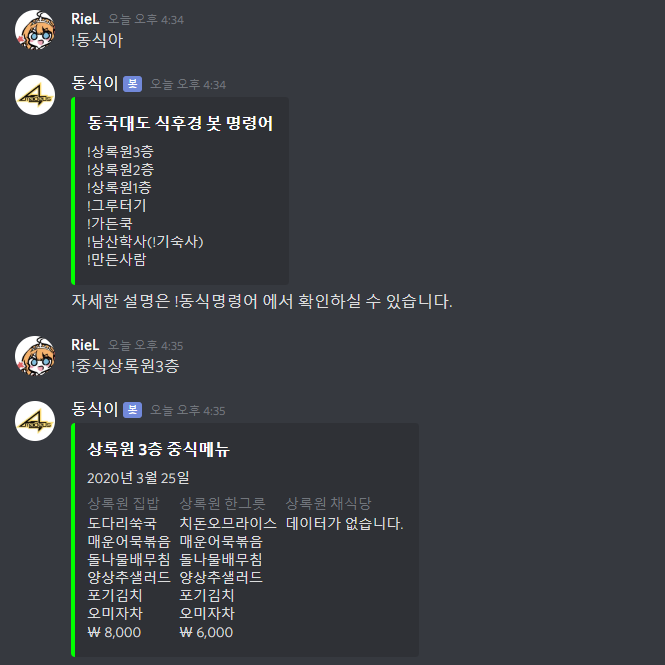 RieL 오늘 오후 4:34
!동식아
동식이 봇 오늘 오후 4:34
동국대도 식후경 봇 명령어
!상록원3층
!상록원2층
!상록원1층
!그루터기
!가든쿡
!남산학사(!기숙사)
!만든사람
자세한 설명은 !동식명령어 에서 확인하실 수 있습니다.
RieL 오늘 오후 4:35
!중식상록원3층
동식이 봇 오늘 오후 4:35
상록원 3층 중식메뉴
2020년 3월 25일
상록원 집밥 상록원 한그릇 상록원 채식당
도다리쑥국 치돈오므라이스 데이터가 없습니다.
매운어묵볶음 매운어묵볶음
돌나물배무침 돌나물배무침
양상추샐러드 양상추샐러드
포기김치 포기김치
오미자차 오미자차
₩ 8,000 ₩ 6,000